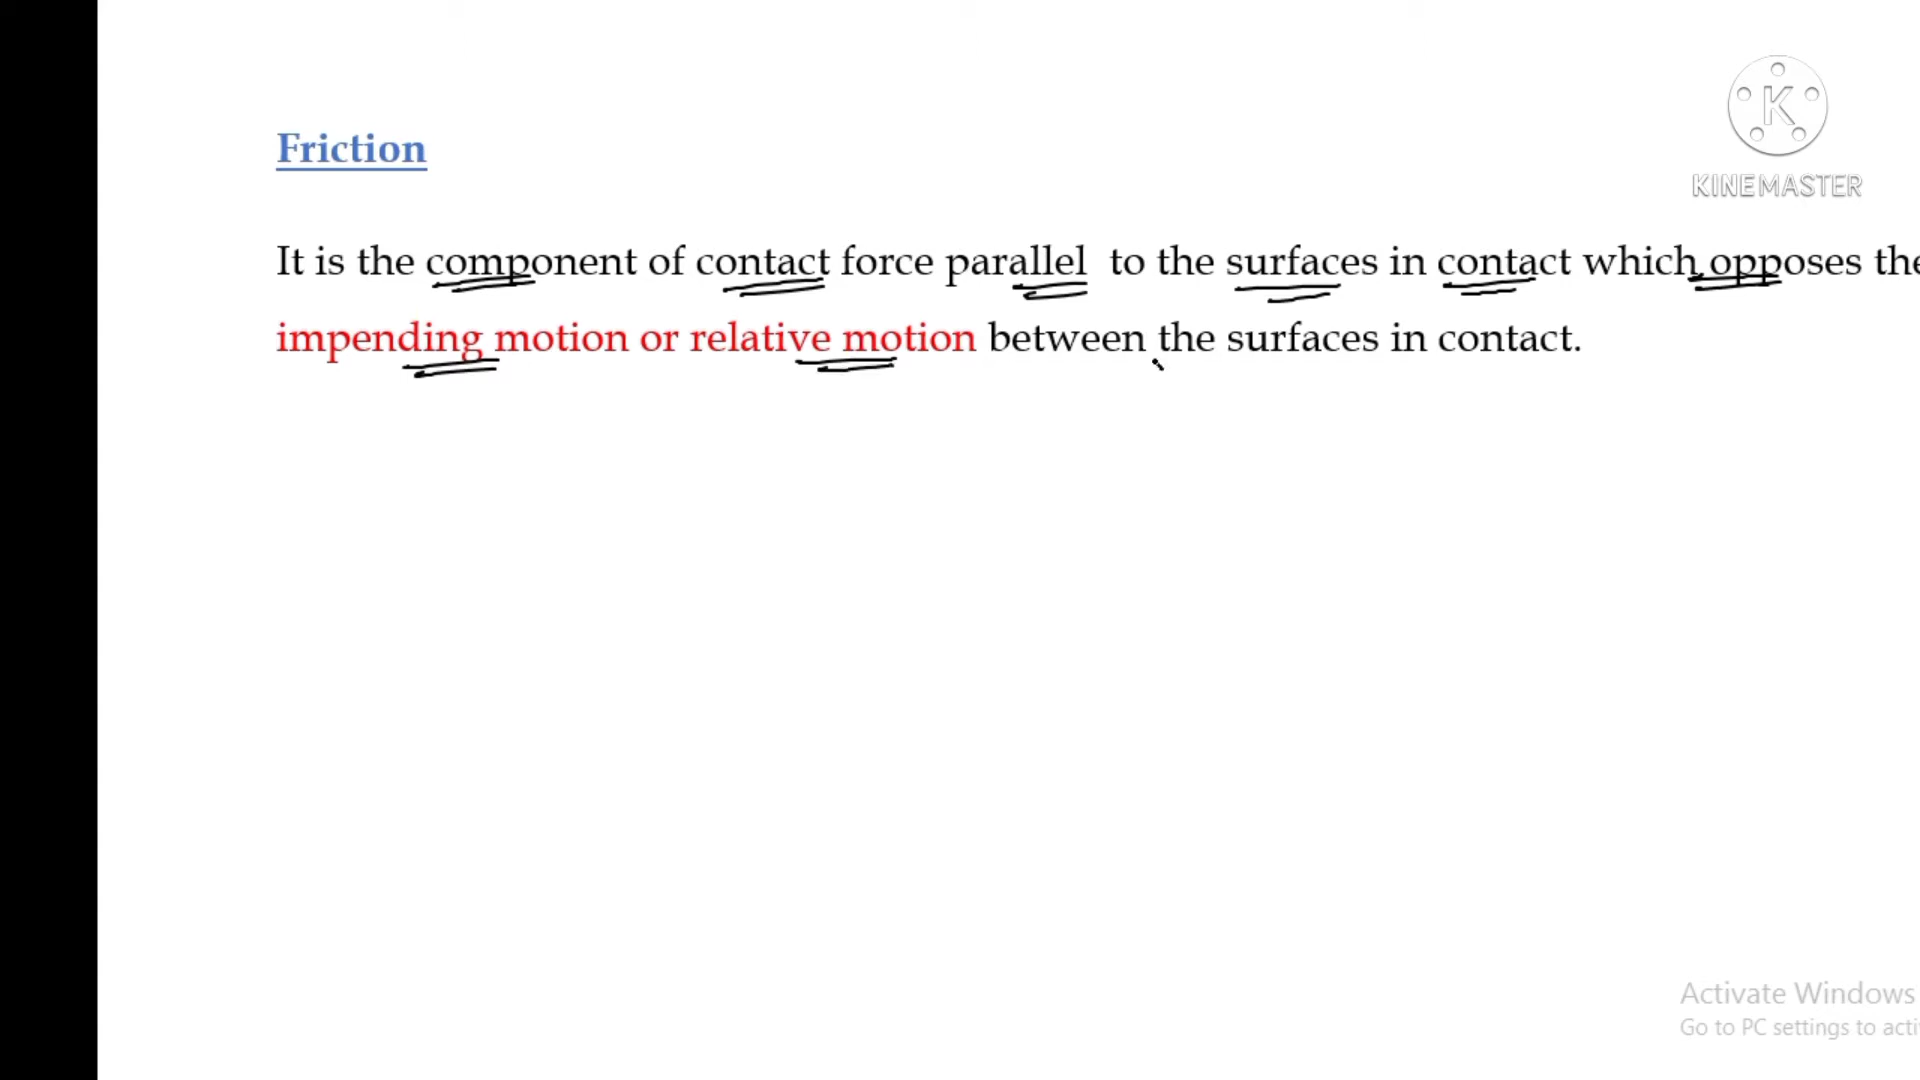 Friction
K
KINEMASTER
It is the component of contact force parallel to the surfaces in contact which opposes the
impending motion or relative motion between the surfaces in contact.
Activate Windows
Go to PC settings to